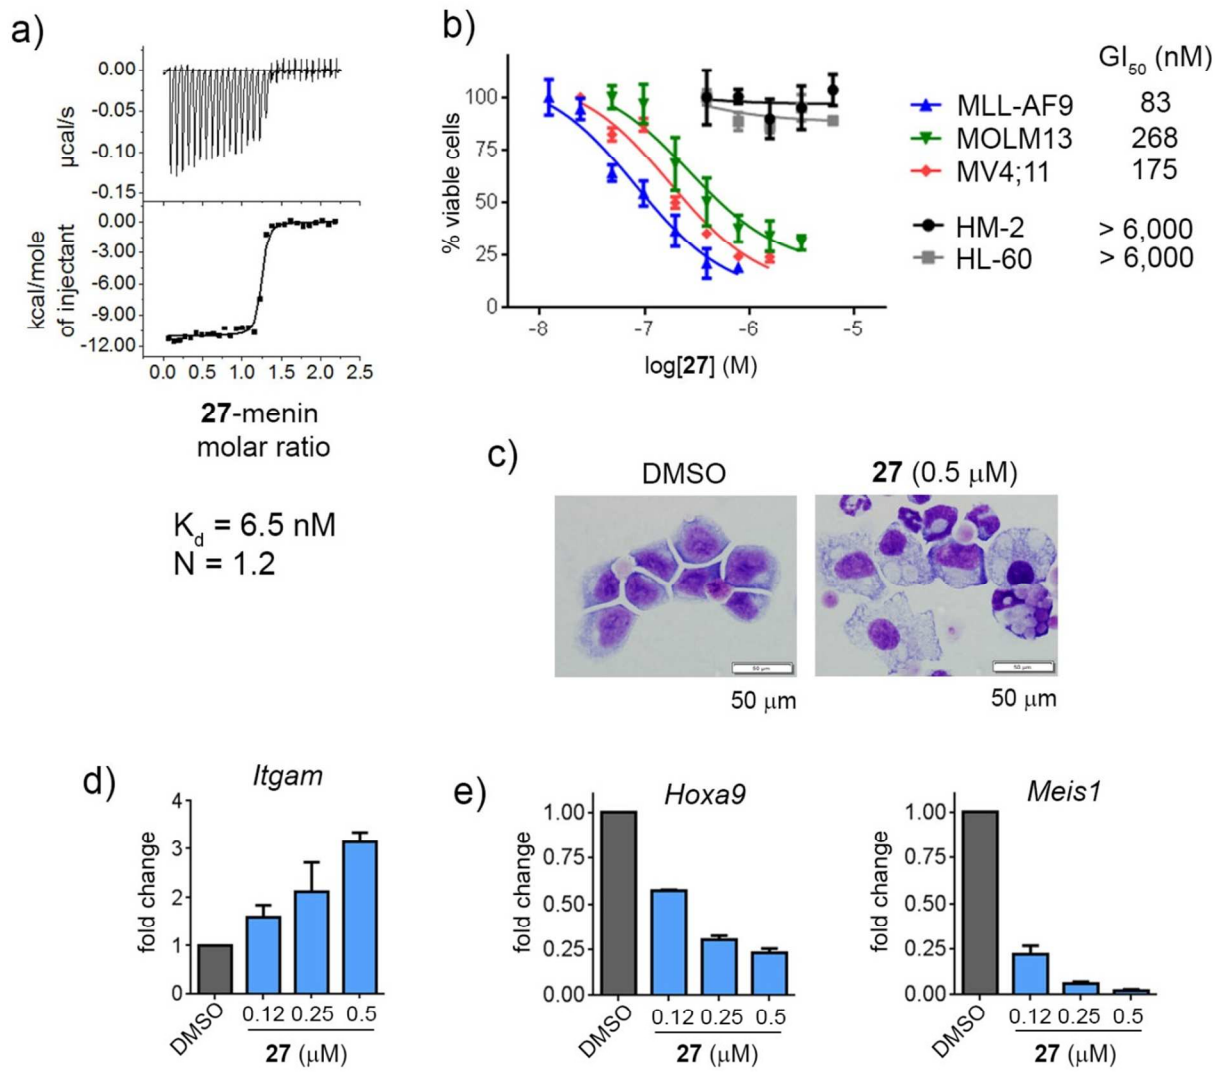 a)
0.00
-0.05
-0.10
-0.15
µcal/s
0.00
-3.00
-6.00
-9.00
-12.00
kcal/mole
of injectant
0.0 0.5 1.0 1.5 2.0 2.5
27-menin
molar ratio
Kd = 6.5 nM
N = 1.2
b)
100
75
50
25
0
% viable cells
-8 -7 -6 -5
log[27] (M)
GI50 (nM)
MLL-AF9 83
MOLM13 268
MV4;11 175
HM-2 > 6,000
HL-60 > 6,000
c)
DMSO
27 (0.5 µM)
50 µm
50 µm
50 µm
50 µm
d)
Itgam
4
3
2
1
0
fold change
DMSO
0.12 0.25 0.5
27 (µM)
e)
Hoxa9
1.00
0.75
0.50
0.25
0.00
fold change
DMSO
0.12 0.25 0.5
27 (µM)
Meis1
1.00
0.75
0.50
0.25
0.00
fold change
DMSO
0.12 0.25 0.5
27 (µM)